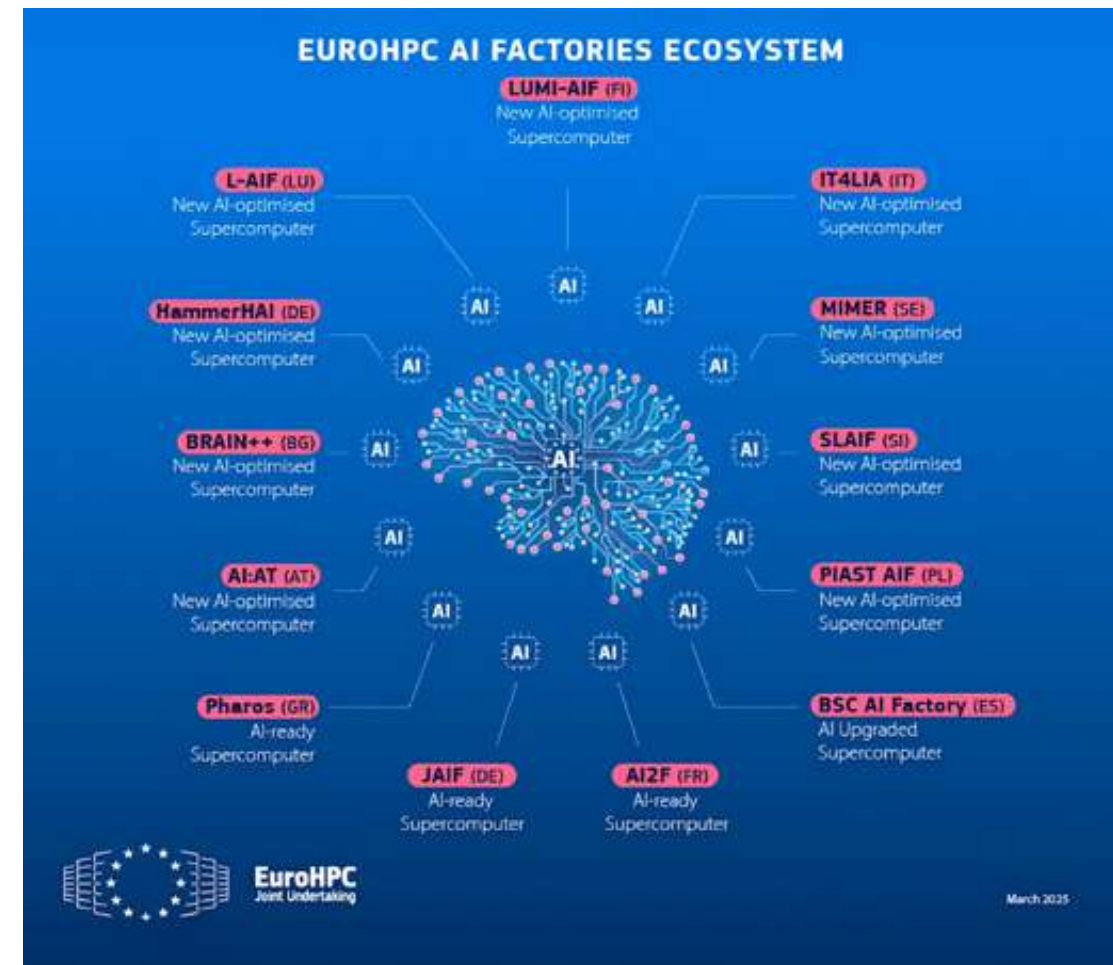 EUROHPC AI FACTORIES ECOSYSTEM
LUMI-AIF (FI)
New AI-optimised
Supercomputer
L-AIF (LU)
New AI-optimised
Supercomputer
IT4LIA (IT)
New AI-optimised
Supercomputer
AI
AI
AI
HammerHAI (DE)
New AI-optimised
Supercomputer
MIMER (SE)
New AI-optimised
Supercomputer
AI
AI
BRAIN++ (BG)
New AI-optimised
Supercomputer
AI
AI
AI
SLAIF (SI)
New AI-optimised
Supercomputer
AI
AI
AI:AT (AT)
New AI-optimised
Supercomputer
PIAST AIF (PL)
New AI-optimised
Supercomputer
AI
AI
AI
AI
Pharos (GR)
AI-ready
Supercomputer
BSC AI Factory (ES)
AI Upgraded
Supercomputer
JAIF (DE)
AI-ready
Supercomputer
AI2F (FR)
AI-ready
Supercomputer
EuroHPC
Joint Undertaking
March 2025